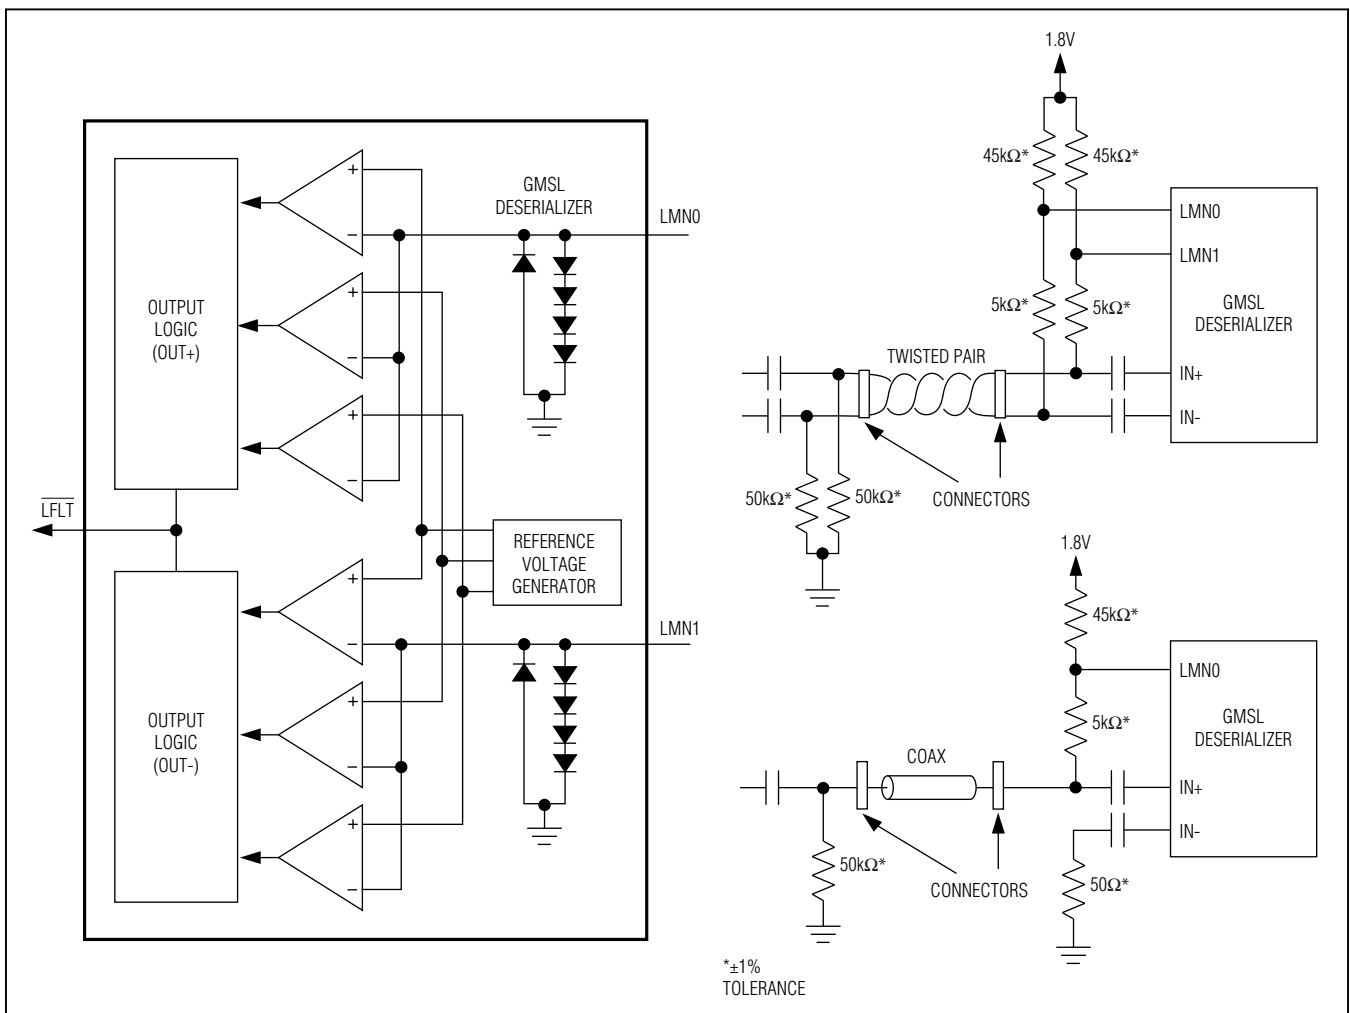 GMSL
DESERIALIZER
LMN0
+
−
+
−
+
−
OUTPUT
LOGIC
(OUT+)
LFLT
REFERENCE
VOLTAGE
GENERATOR
LMN1
+
−
+
−
+
−
OUTPUT
LOGIC
(OUT-)
1.8V
45kΩ*
45kΩ*
LMN0
LMN1
5kΩ*
5kΩ*
GMSL
DESERIALIZER
TWISTED PAIR
IN+
IN-
50kΩ*
50kΩ*
CONNECTORS
1.8V
45kΩ*
LMN0
5kΩ*
GMSL
DESERIALIZER
COAX
IN+
IN-
50kΩ*
CONNECTORS
50Ω*
*±1%
TOLERANCE